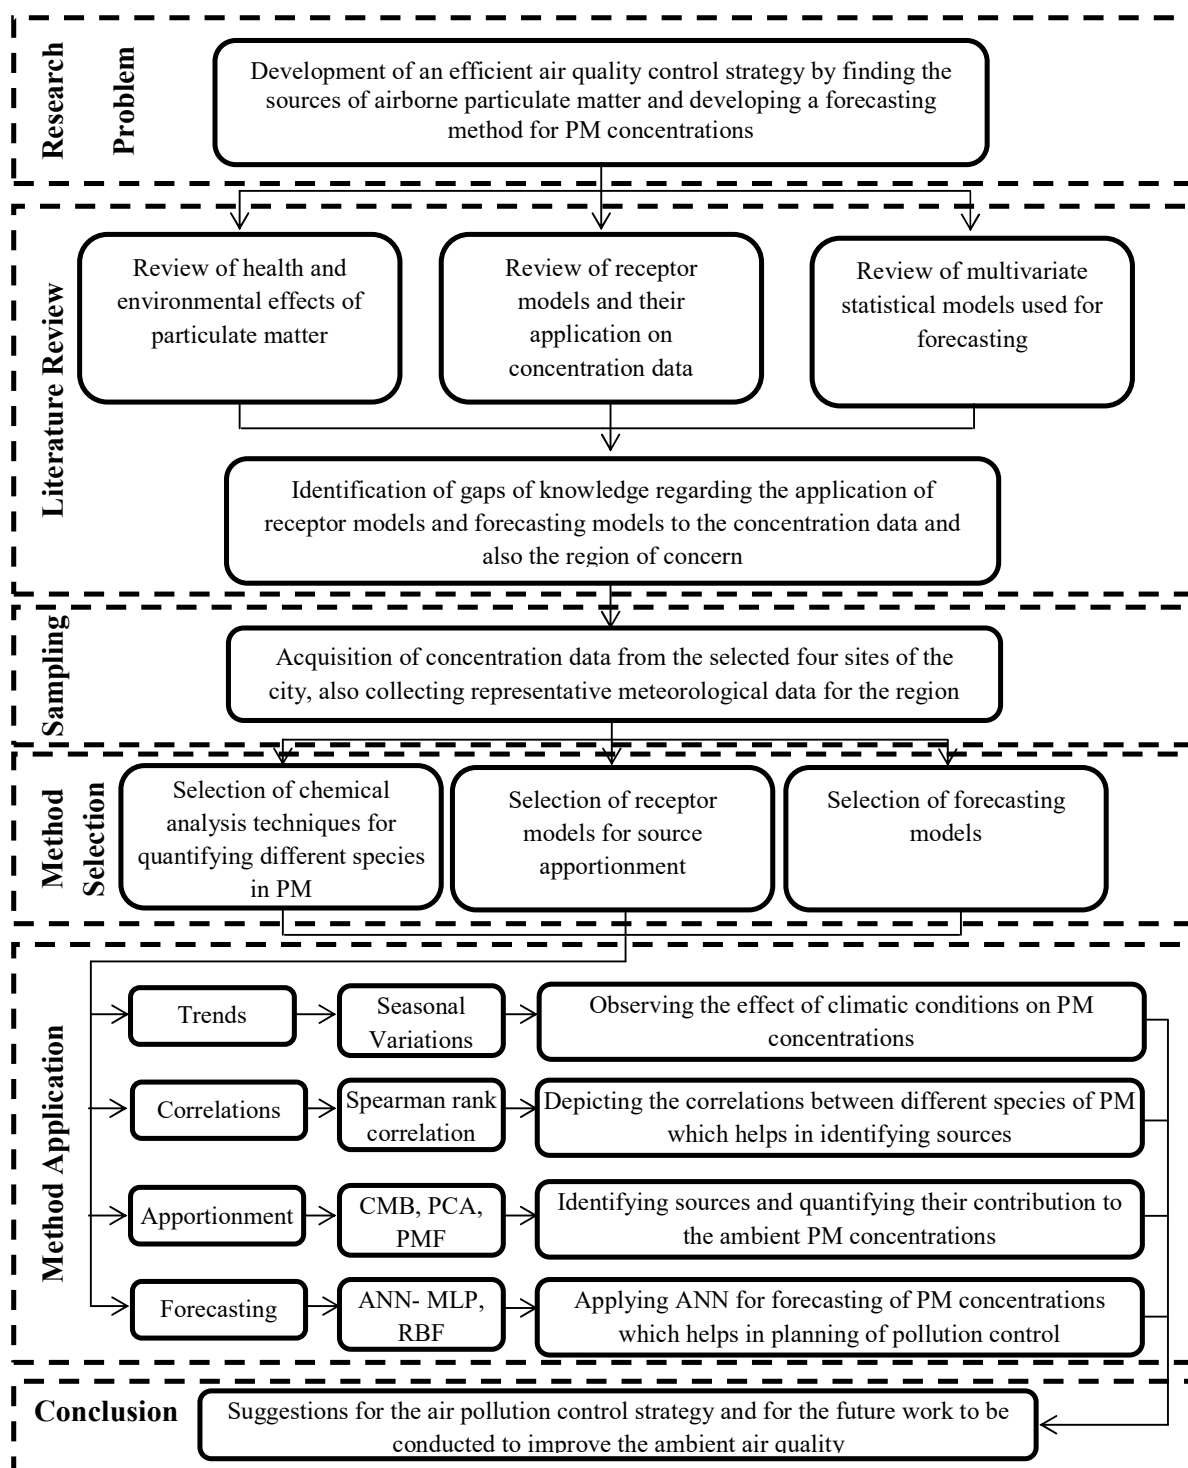 Research
Problem
Development of an efficient air quality control strategy by finding the
sources of airborne particulate matter and developing a forecasting
method for PM concentrations
Literature Review
Review of health and
environmental effects of
particulate matter
Review of receptor
models and their
application on
concentration data
Review of multivariate
statistical models used for
forecasting
Identification of gaps of knowledge regarding the application of
receptor models and forecasting models to the concentration data and
also the region of concern
Sampling
Acquisition of concentration data from the selected four sites of the
city, also collecting representative meteorological data for the region
Method
Selection
Selection of chemical
analysis techniques for
quantifying different species
in PM
Selection of receptor
models for source
apportionment
Selection of forecasting
models
Method Application
Trends
Seasonal
Variations
Observing the effect of climatic conditions on PM
concentrations
Correlations
Spearman rank
correlation
Depicting the correlations between different species of PM
which helps in identifying sources
Apportionment
CMB, PCA,
PMF
Identifying sources and quantifying their contribution to
the ambient PM concentrations
Forecasting
ANN- MLP,
RBF
Applying ANN for forecasting of PM concentrations
which helps in planning of pollution control
Conclusion
Suggestions for the air pollution control strategy and for the future work to be
conducted to improve the ambient air quality